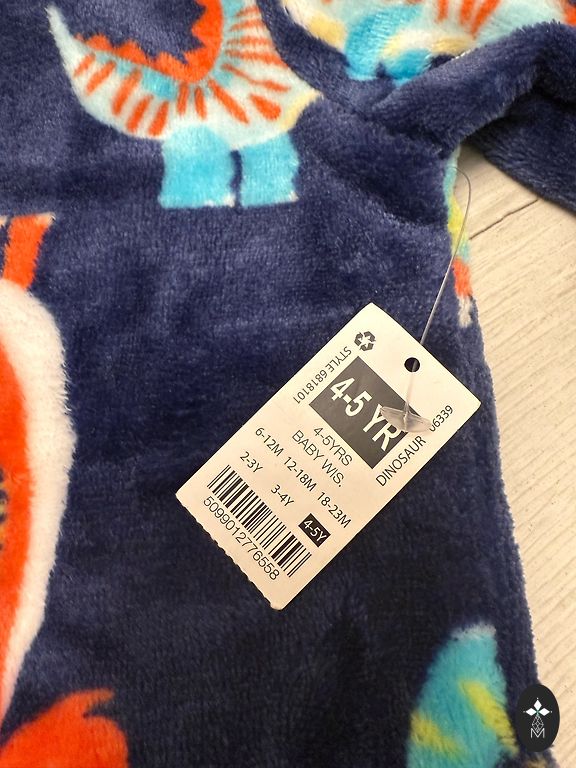 STYLE 6818101
4-5 YR
DINOSAUR 06339
4-5YRS
BABY WIS.
6-12M 12-18M 18-23M
2-3Y 3-4Y 4-5Y
5099012776558
M